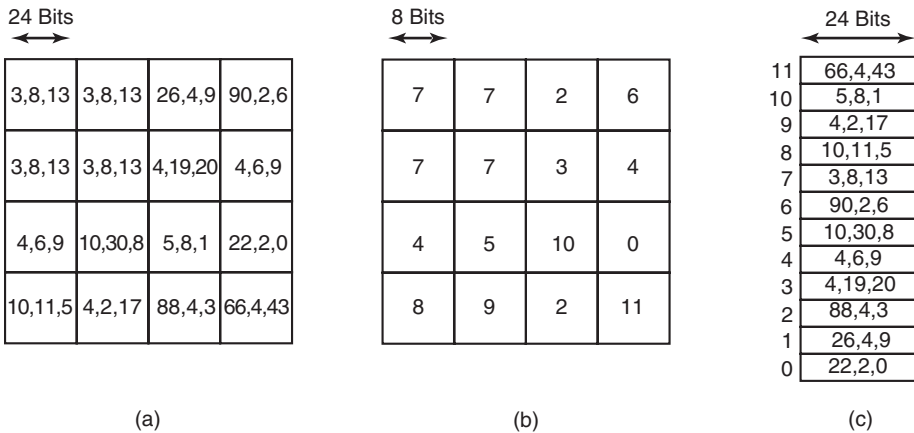 24 Bits
3,8,13 3,8,13 26,4,9 90,2,6
3,8,13 3,8,13 4,19,20 4,6,9
4,6,9 10,30,8 5,8,1 22,2,0
10,11,5 4,2,17 88,4,3 66,4,43
(a)
8 Bits
7 7 2 6
7 7 3 4
4 5 10 0
8 9 2 11
(b)
24 Bits
11 66,4,43
10 5,8,1
9 4,2,17
8 10,11,5
7 3,8,13
6 90,2,6
5 10,30,8
4 4,6,9
3 4,19,20
2 88,4,3
1 26,4,9
0 22,2,0
(c)